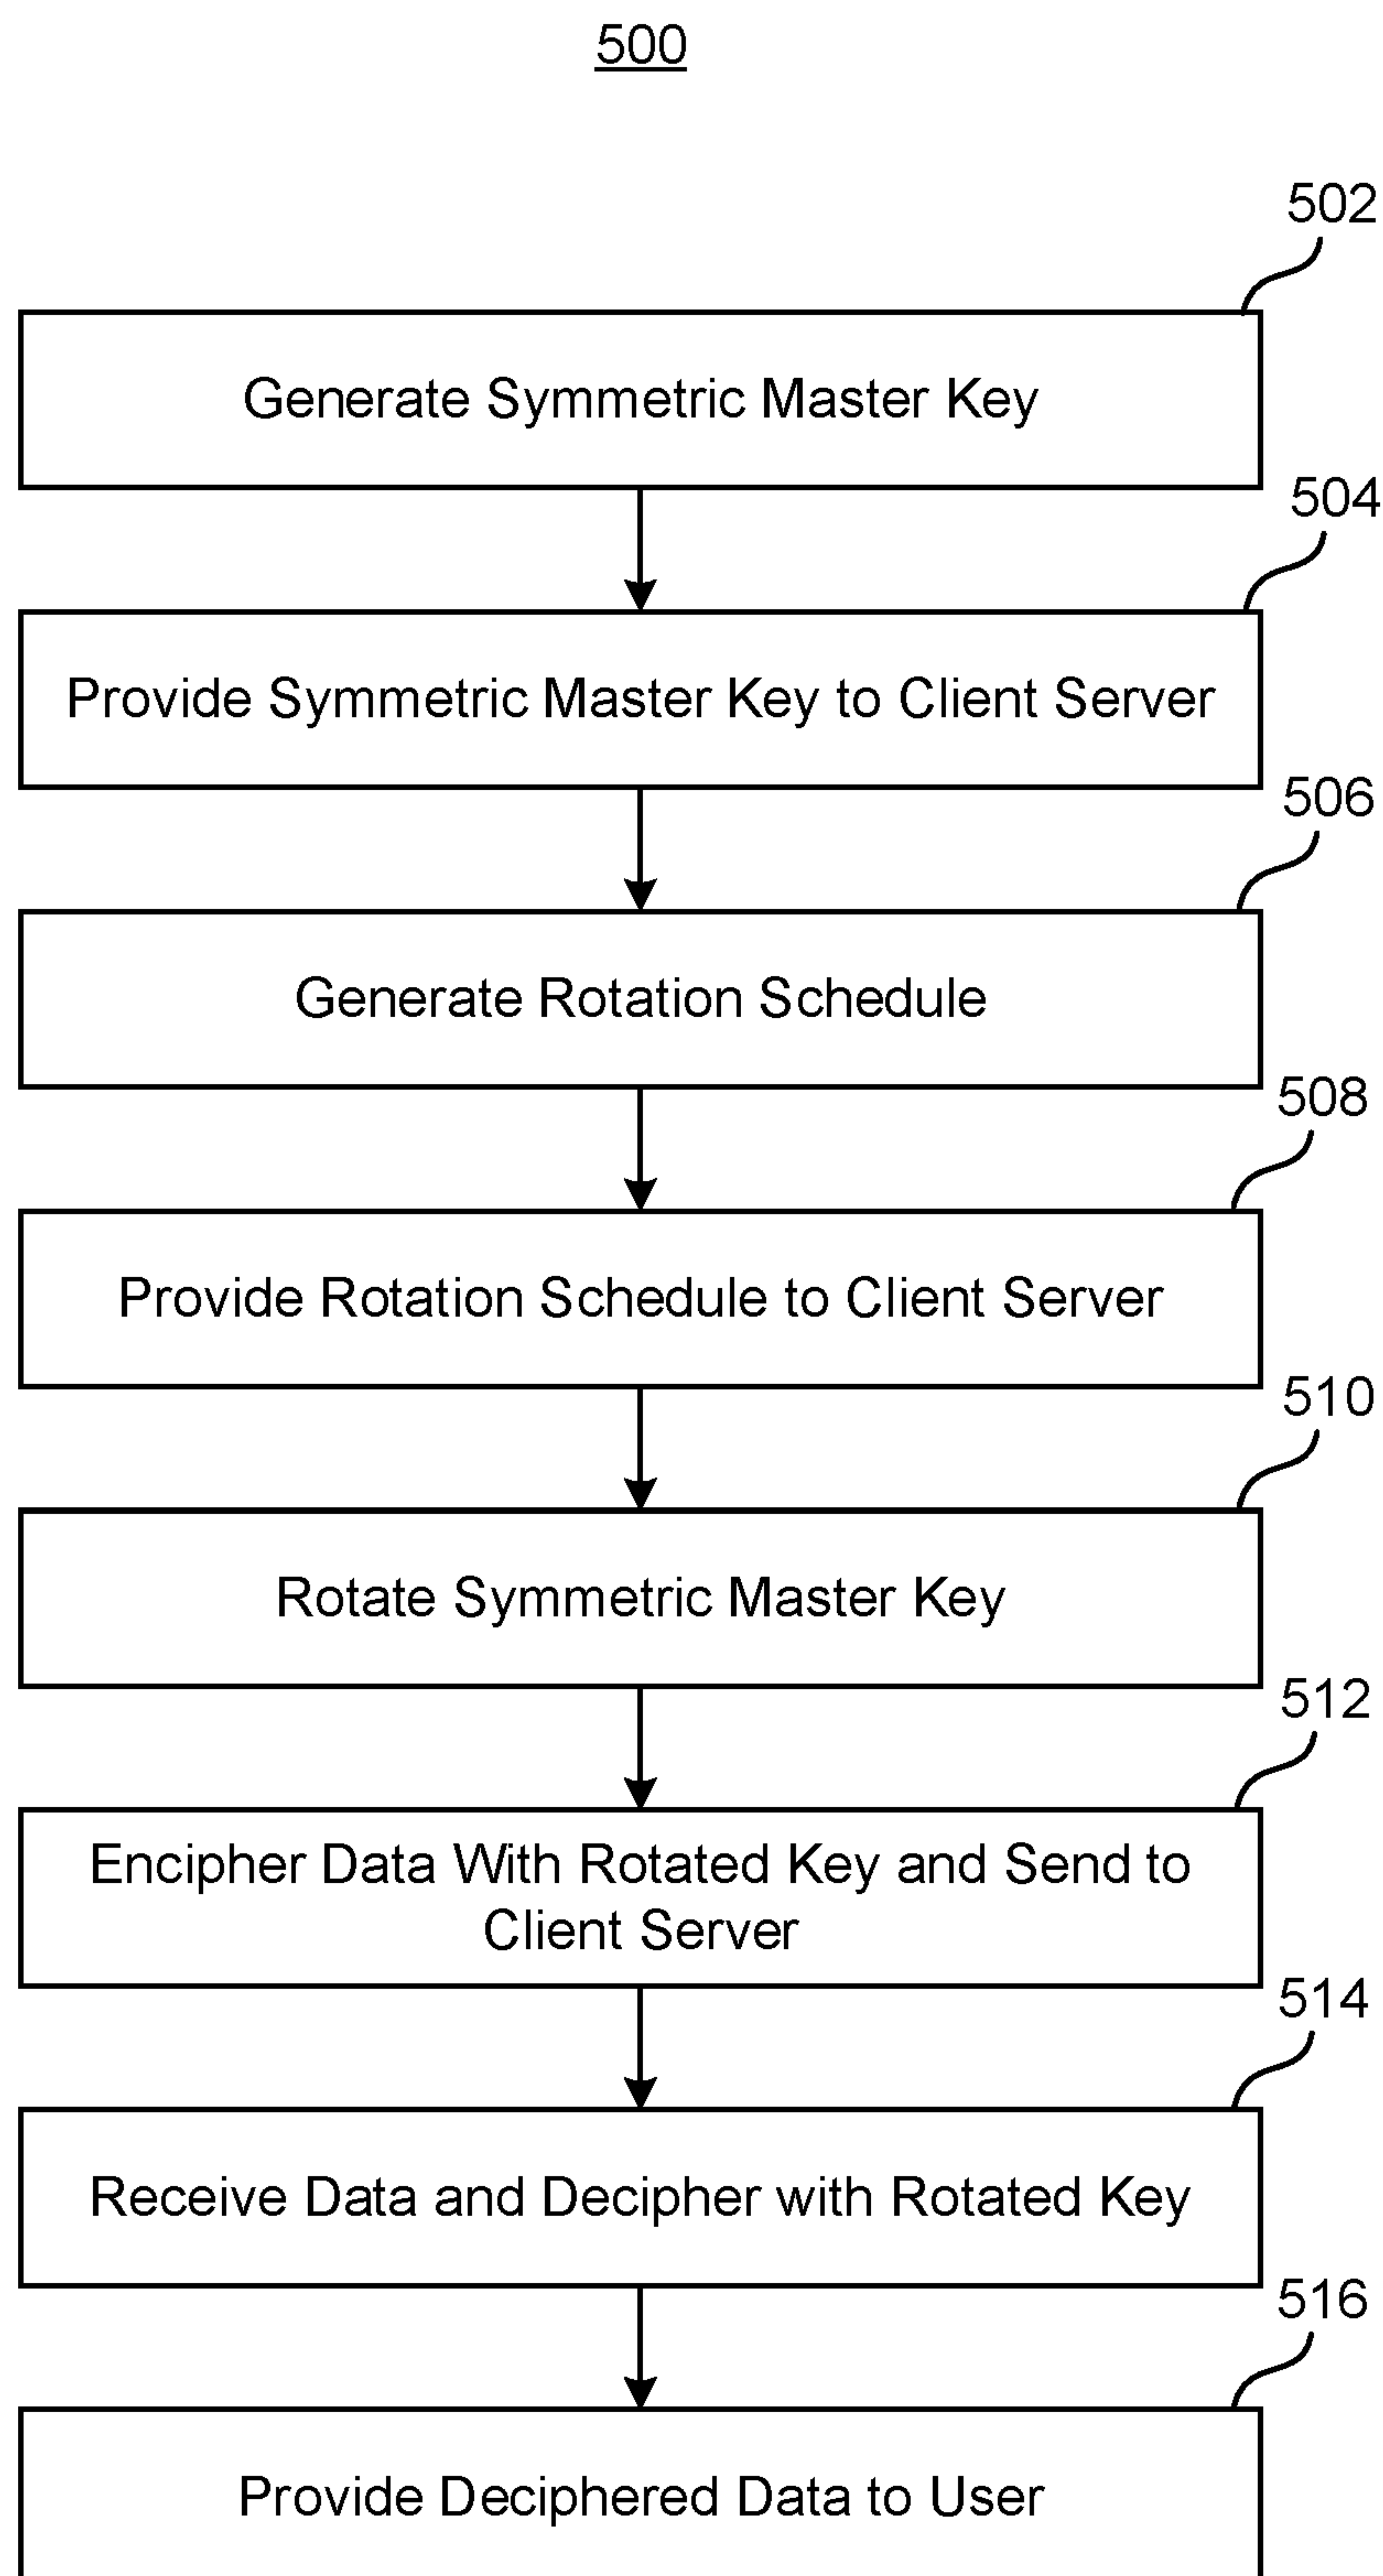 500
502
Generate Symmetric Master Key
504
Provide Symmetric Master Key to Client Server
506
Generate Rotation Schedule
508
Provide Rotation Schedule to Client Server
510
Rotate Symmetric Master Key
512
Encipher Data With Rotated Key and Send to
Client Server
514
Receive Data and Decipher with Rotated Key
516
Provide Deciphered Data to User